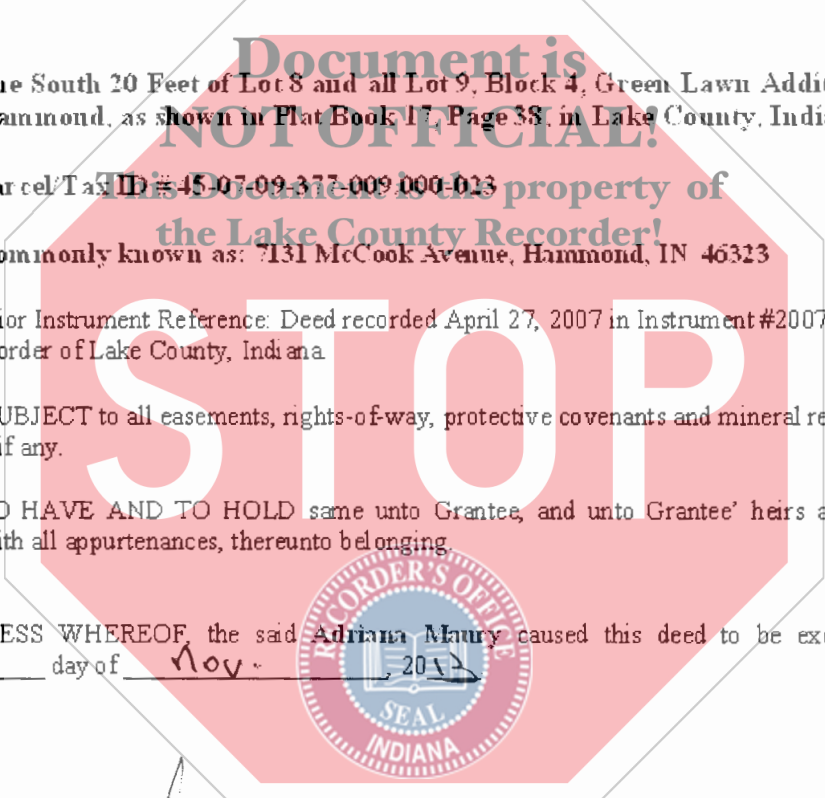 Document is
ne South 20 Feet of Lot 8 and all Lot 9, Block 4, Green Lawn Addi
ammond, as shown in Plat Book 17, Page 38, in Lake County, Indi
NOT OFFICIAL!
arcel/Tax ID # 45-07-09-377-009.000-023
This Document is the property of
the Lake County Recorder!
ommonly known as: 7131 McCook Avenue, Hammond, IN 46323
ior Instrument Reference: Deed recorded April 27, 2007 in Instrument #2007
order of Lake County, Indiana
STOP
UBJECT to all easements, rights-of-way, protective covenants and mineral re
if any.
O HAVE AND TO HOLD same unto Grantee, and unto Grantee' heirs a
ith all appurtenances, thereunto belonging.
ESS WHEREOF, the said Adriana Maury caused this deed to be exe
day of Nov. , 20
RECORDER'S OFFICE
SEAL
INDIANA